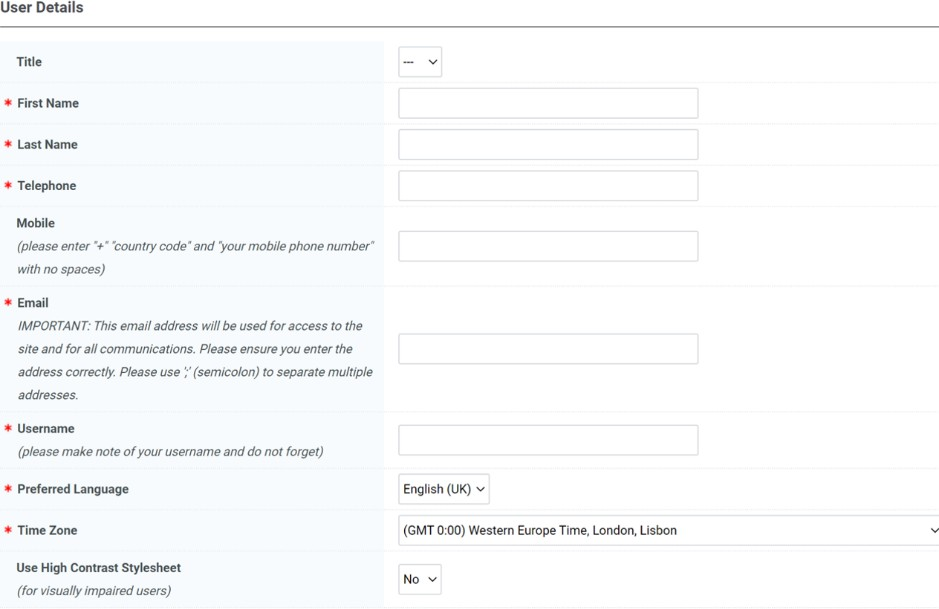 User Details
Title
---
* First Name
* Last Name
* Telephone
Mobile
(please enter "+" "country code" and "your mobile phone number"
with no spaces)
* Email
IMPORTANT: This email address will be used for access to the
site and for all communications. Please ensure you enter the
address correctly. Please use ';' (semicolon) to separate multiple
addresses.
* Username
(please make note of your username and do not forget)
* Preferred Language
English (UK)
* Time Zone
(GMT 0:00) Western Europe Time, London, Lisbon
Use High Contrast Stylesheet
(for visually impaired users)
No